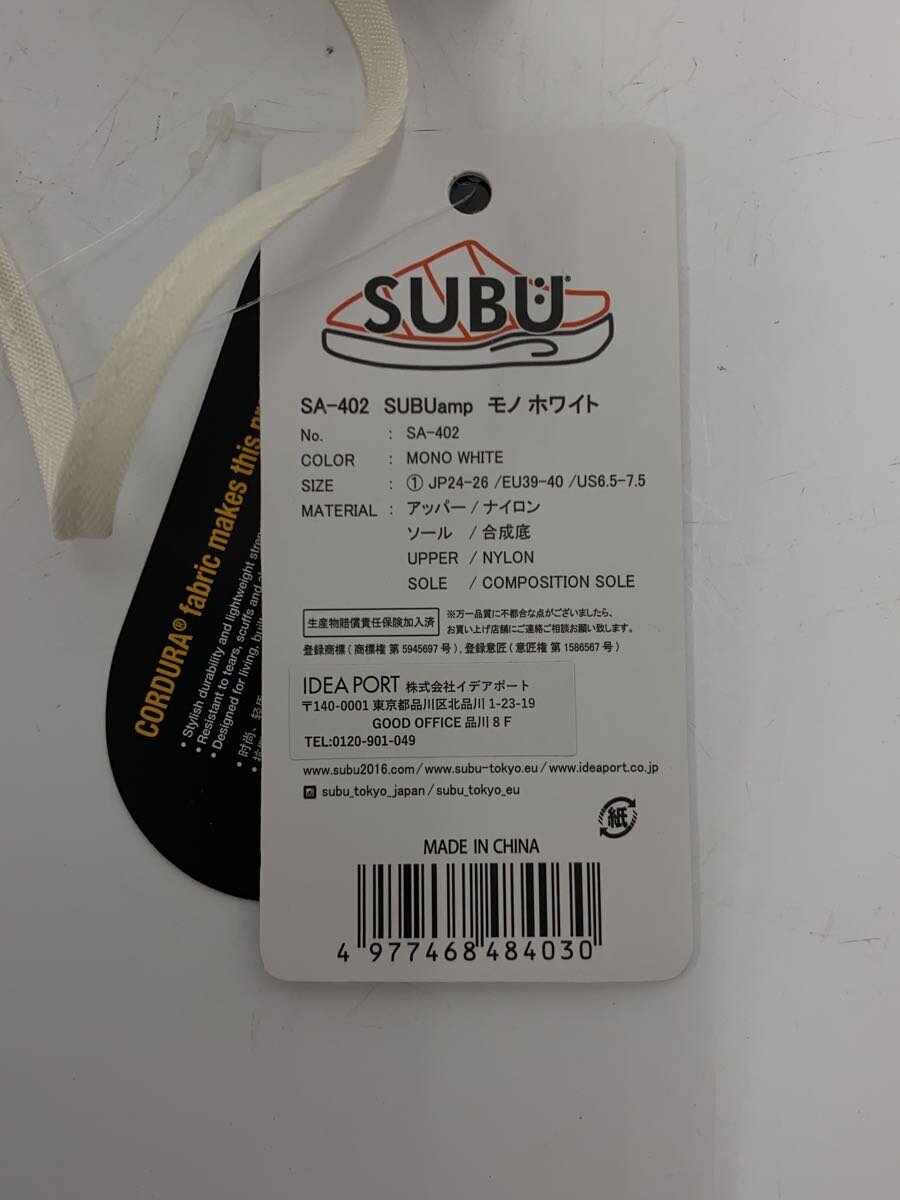 SUBU®
SA-402 SUBUamp モノ ホワイト
No. : SA-402
COLOR : MONO WHITE
SIZE : ① JP24-26 /EU39-40 /US6.5-7.5
MATERIAL : アッパー / ナイロン
ソール / 合成底
UPPER / NYLON
SOLE / COMPOSITION SOLE
生産物賠償責任保険加入済
※万一品質に不都合な点がございましたら、
お買い上げ店舗にご連絡ご相談お願い致します。
登録商標 ( 商標権 第 5945697 号 ) , 登録意匠 ( 意匠権 第 1586567 号 )
IDEA PORT 株式会社イデアポート
〒140-0001 東京都品川区北品川 1-23-19
GOOD OFFICE 品川 8 F
TEL:0120-901-049
www.subu2016.com / www.subu-tokyo.eu / www.ideaport.co.jp
subu_tokyo_japan / subu_tokyo_eu
紙
MADE IN CHINA
4 977468 484030
CORDURA® fabric makes this
• Stylish durability and lightweight
• Resistant to tears, scuffs and
• Designed for living,
• 时尚、